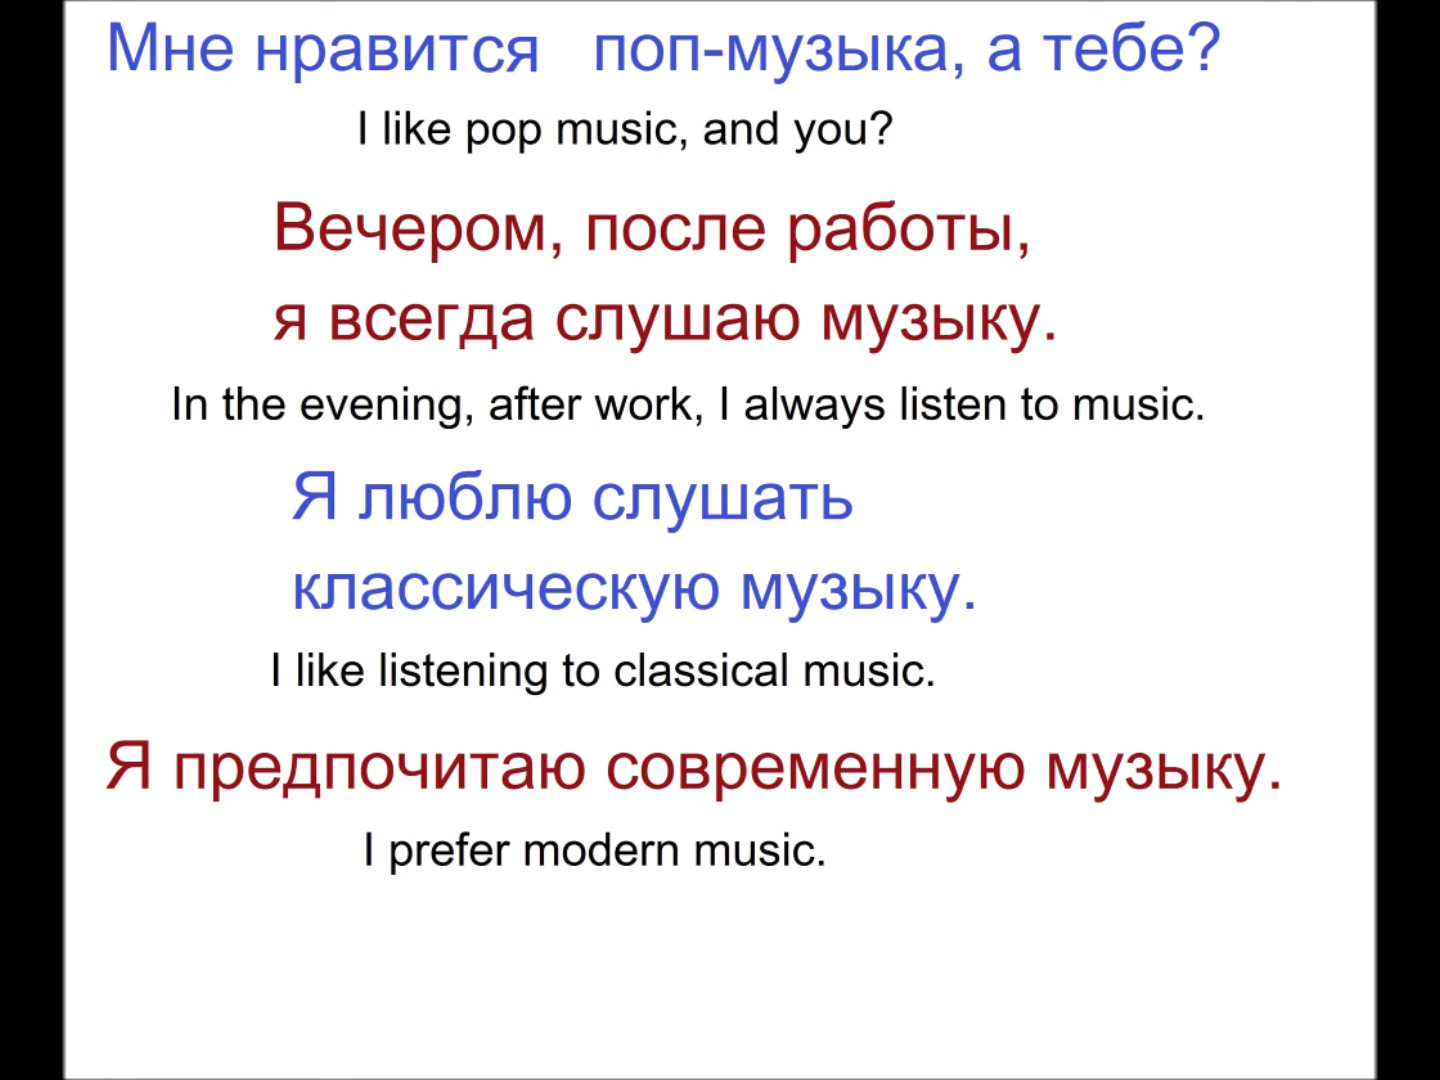 Мне нравится поп-музыка, а тебе?
I like pop music, and you?
Вечером, после работы,
я всегда слушаю музыку.
In the evening, after work, I always listen to music.
Я люблю слушать
классическую музыку.
I like listening to classical music.
Я предпочитаю современную музыку.
I prefer modern music.